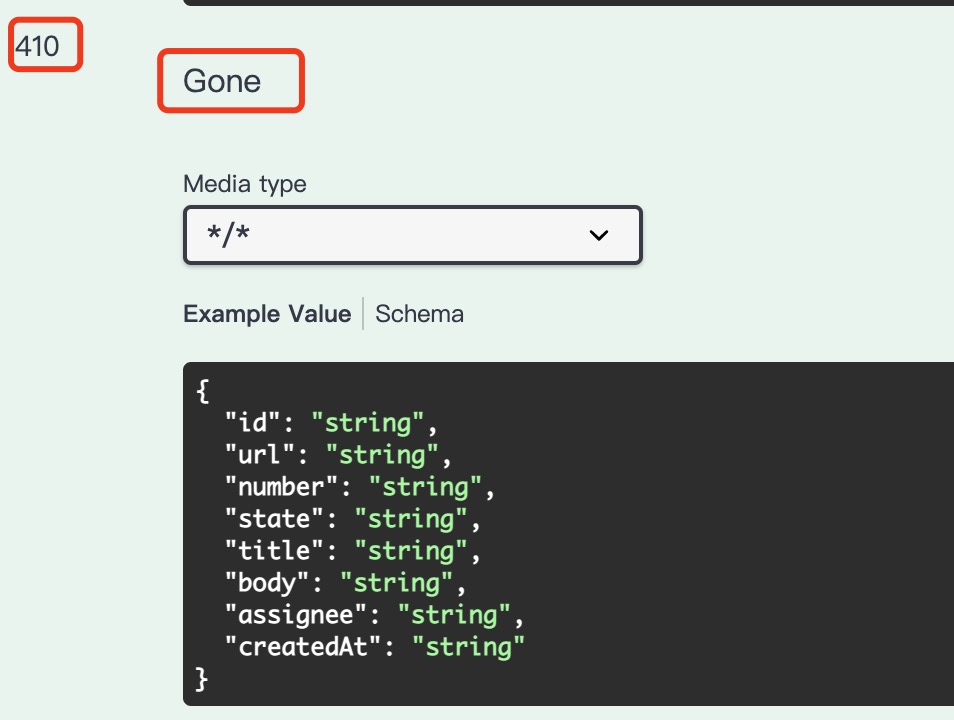 410
Gone
Media type
*/*
Example Value | Schema
{
  "id": "string",
  "url": "string",
  "number": "string",
  "state": "string",
  "title": "string",
  "body": "string",
  "assignee": "string",
  "createdAt": "string"
}